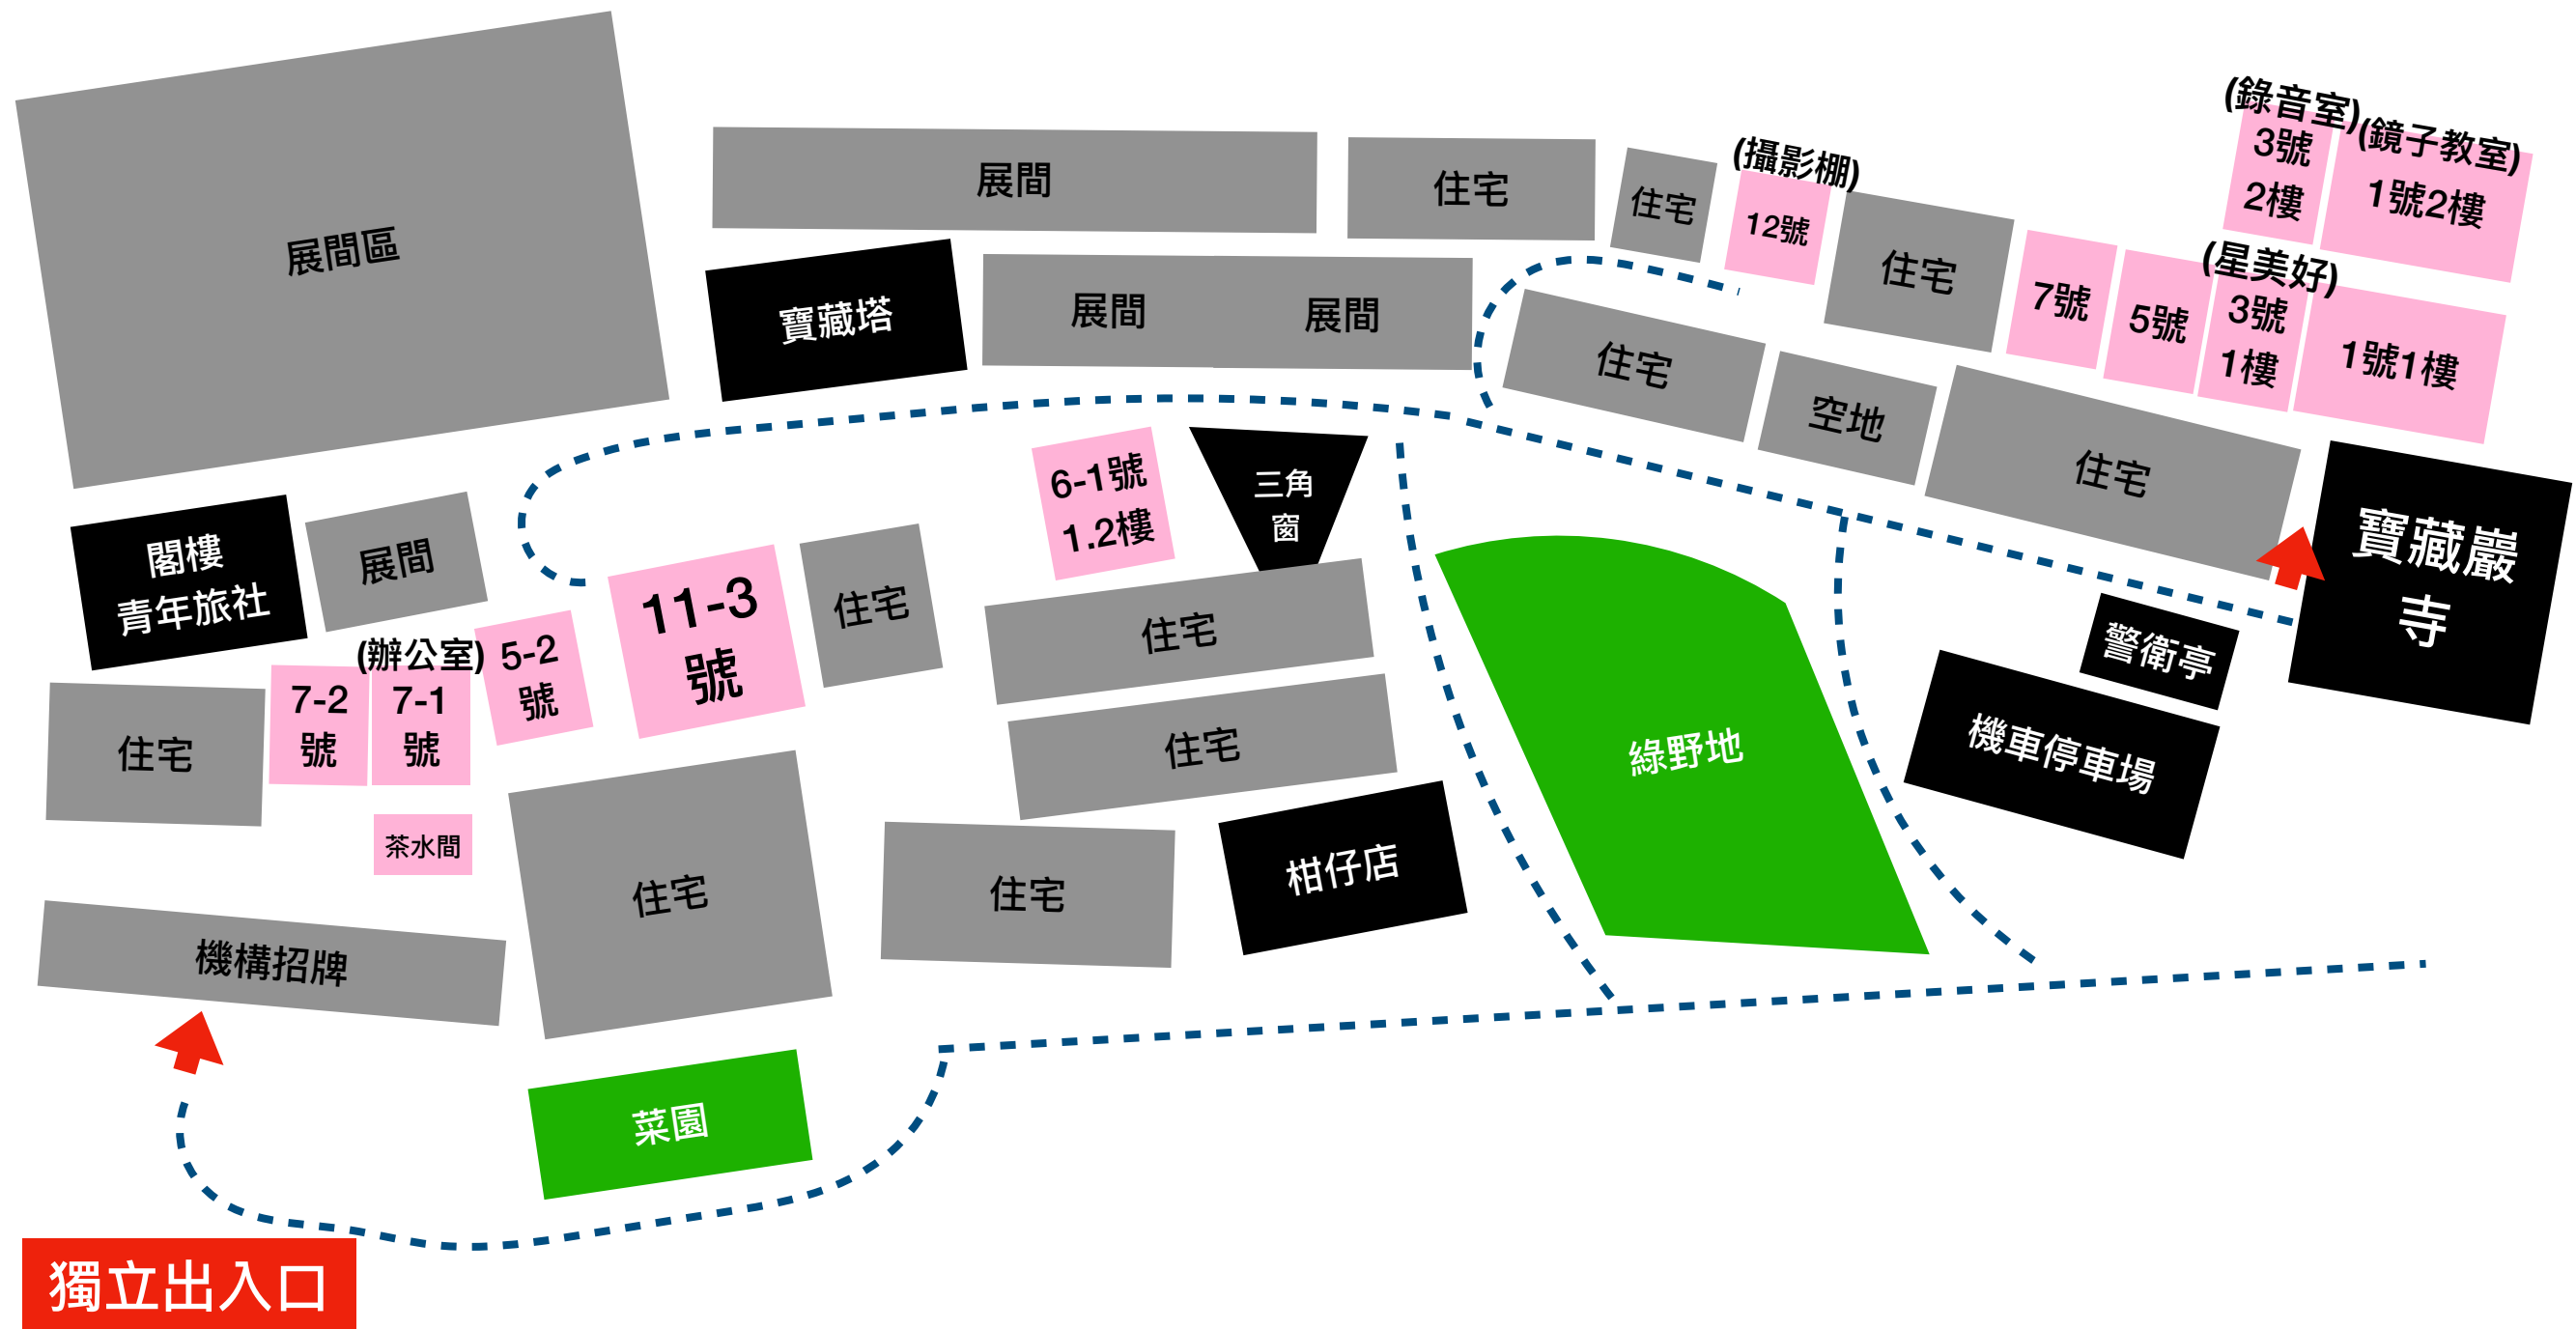 展間區
展間
住宅
住宅
(攝影棚)
12號
住宅
7號
5號
(錄音室)
3號
2樓
(鏡子教室)
1號2樓
(星美好)
3號
1樓
1號1樓
寶藏塔
展間
展間
住宅
空地
住宅
寶藏巖
寺
警衛亭
機車停車場
閣樓
青年旅社
展間
(辦公室)
7-2
號
7-1
號
5-2
號
11-3
號
住宅
6-1號
1.2樓
三角
窗
住宅
住宅
綠野地
住宅
茶水間
住宅
住宅
柑仔店
機構招牌
菜園
獨立出入口